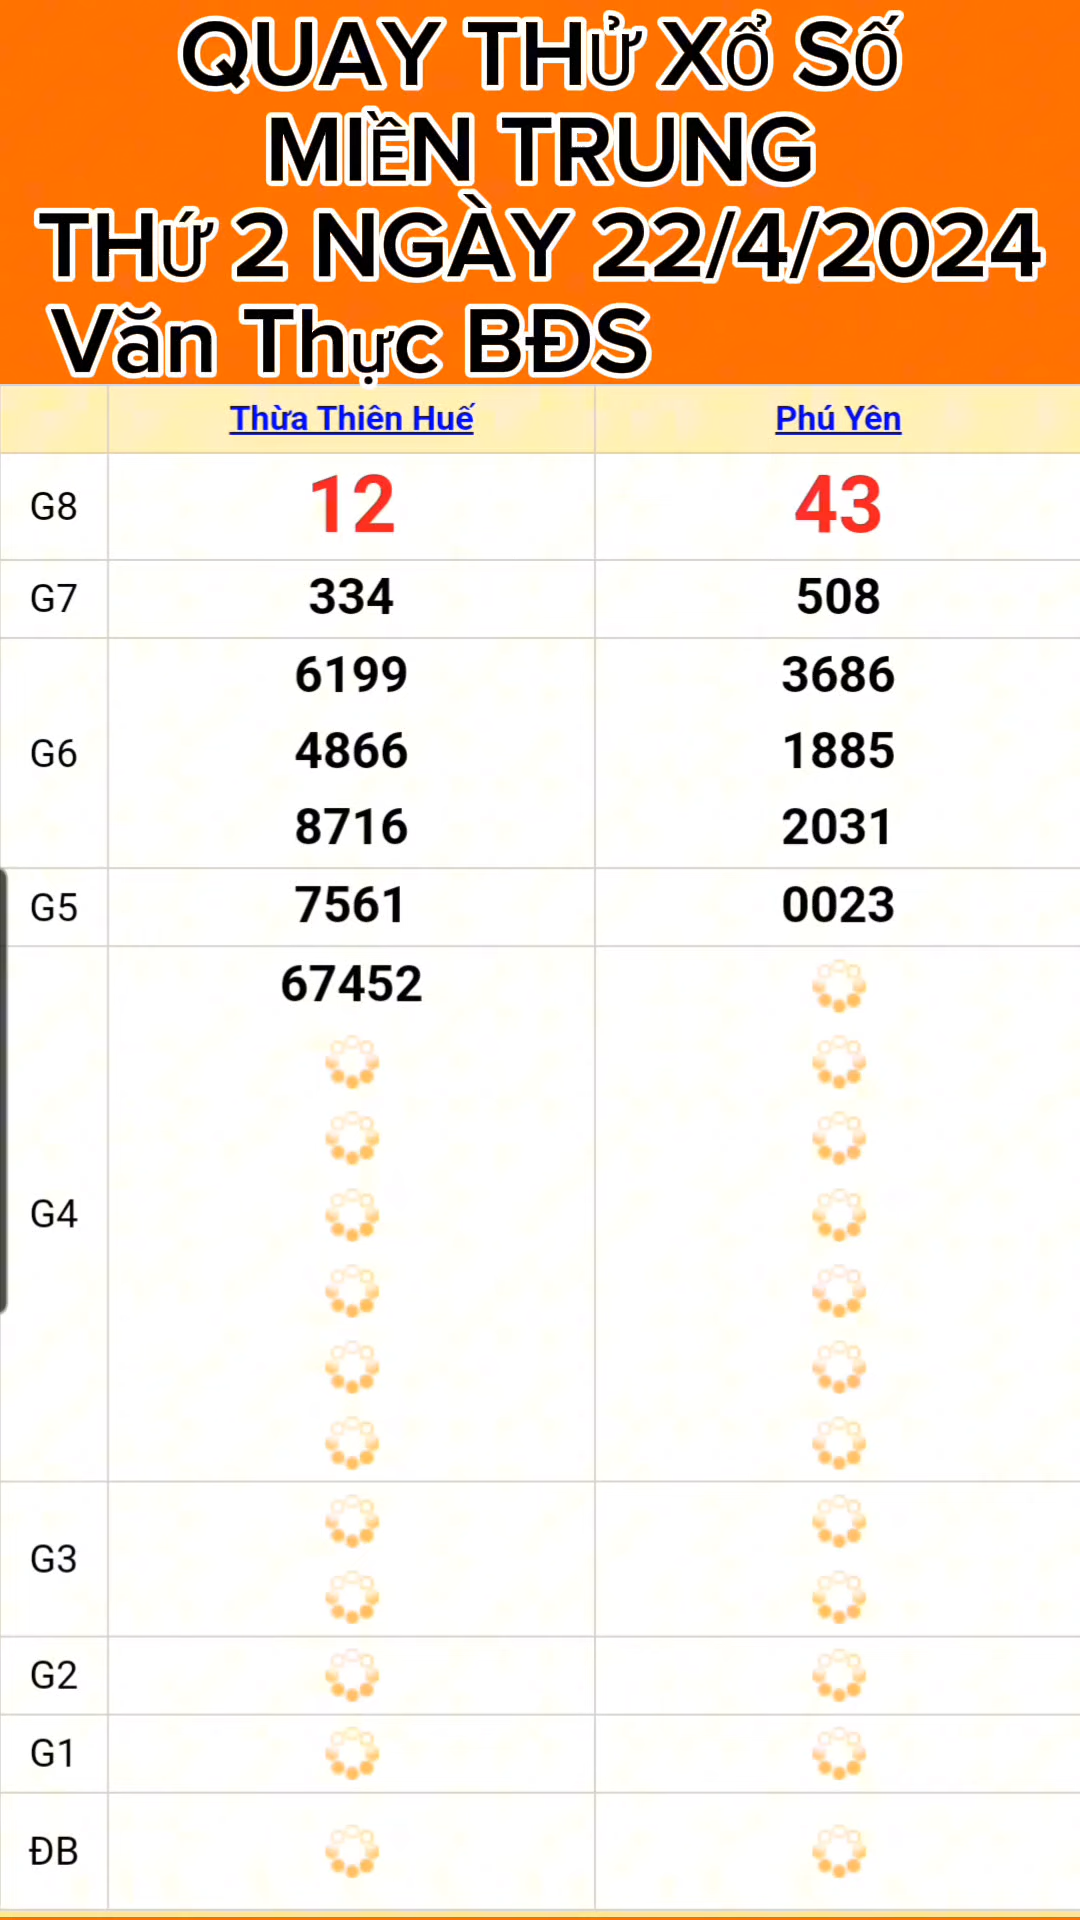 QUAY THỬ XỔ SỐ
MIỀN TRUNG
THỨ 2 NGÀY 22/4/2024
Văn Thực BĐS
Thừa Thiên Huế Phú Yên
G8 12 43
G7 334 508
6199 3686
G6 4866 1885
8716 2031
G5 7561 0023
67452
G4
G3
G2
G1
ĐB